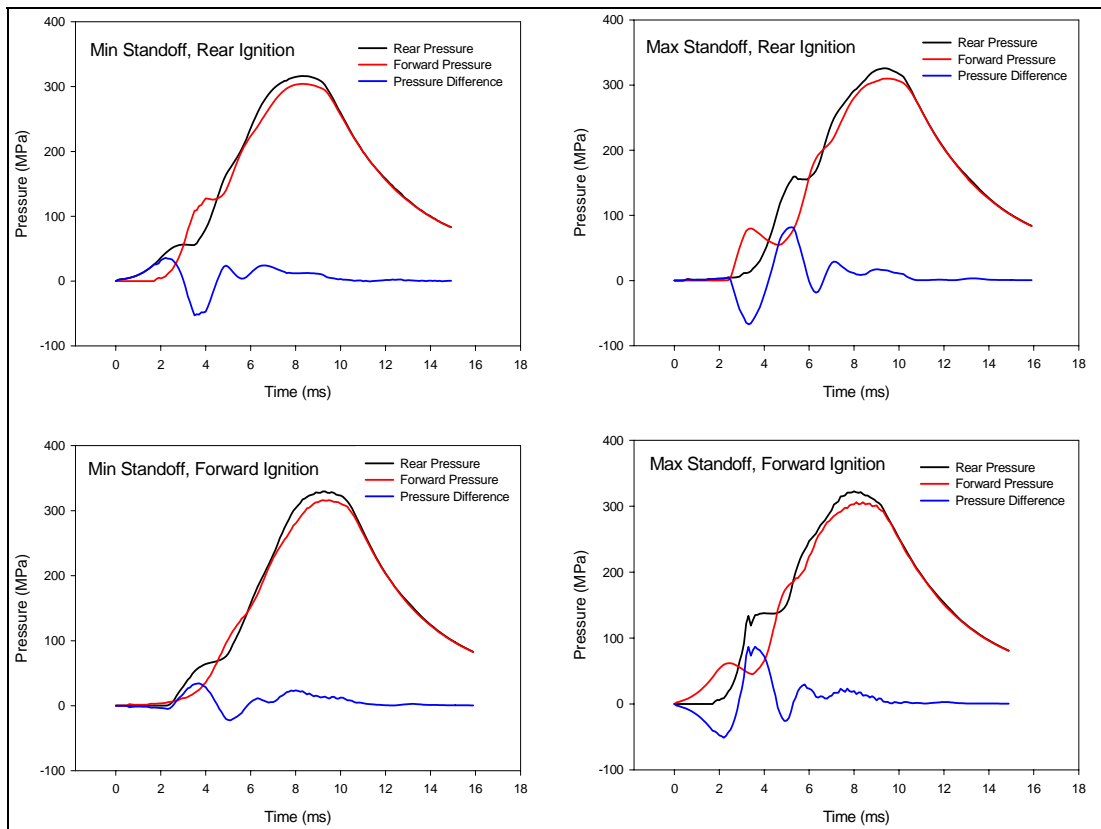 Min Standoff, Rear Ignition
Rear Pressure
Forward Pressure
Pressure Difference
Pressure (MPa)
400
300
200
100
0
-100
0 2 4 6 8 10 12 14 16 18
Time (ms)
Max Standoff, Rear Ignition
Rear Pressure
Forward Pressure
Pressure Difference
Pressure (MPa)
400
300
200
100
0
-100
0 2 4 6 8 10 12 14 16 18
Time (ms)
Min Standoff, Forward Ignition
Rear Pressure
Forward Pressure
Pressure Difference
Pressure (MPa)
400
300
200
100
0
-100
0 2 4 6 8 10 12 14 16 18
Time (ms)
Max Standoff, Forward Ignition
Rear Pressure
Forward Pressure
Pressure Difference
Pressure (MPa)
400
300
200
100
0
-100
0 2 4 6 8 10 12 14 16 18
Time (ms)